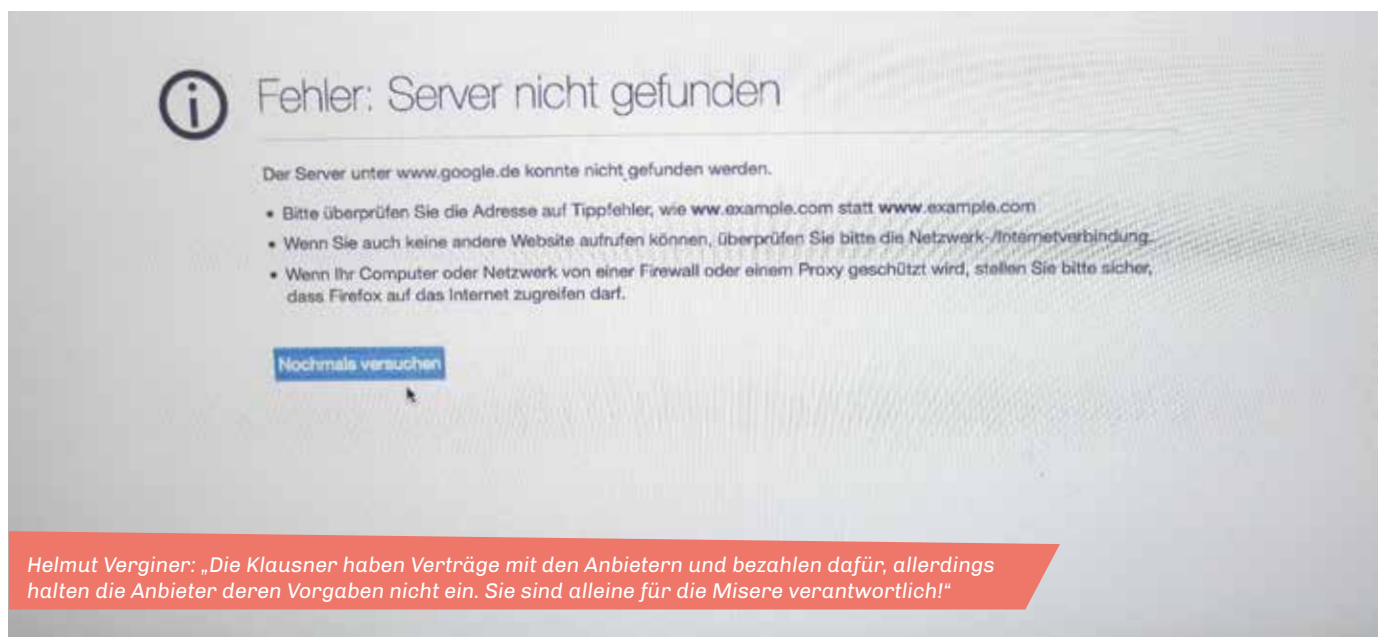 Fehler: Server nicht gefunden
Der Server unter www.google.de konnte nicht gefunden werden.
• Bitte überprüfen Sie die Adresse auf Tippfehler, wie ww.example.com statt www.example.com
• Wenn Sie auch keine andere Website aufrufen können, überprüfen Sie bitte die Netzwerk-/Internetverbindung.
• Wenn Ihr Computer oder Netzwerk von einer Firewall oder einem Proxy geschützt wird, stellen Sie bitte sicher,
dass Firefox auf das Internet zugreifen darf.
Nochmals versuchen
Helmut Verginer: „Die Klausner haben Verträge mit den Anbietern und bezahlen dafür, allerdings
halten die Anbieter deren Vorgaben nicht ein. Sie sind alleine für die Misere verantwortlich!“